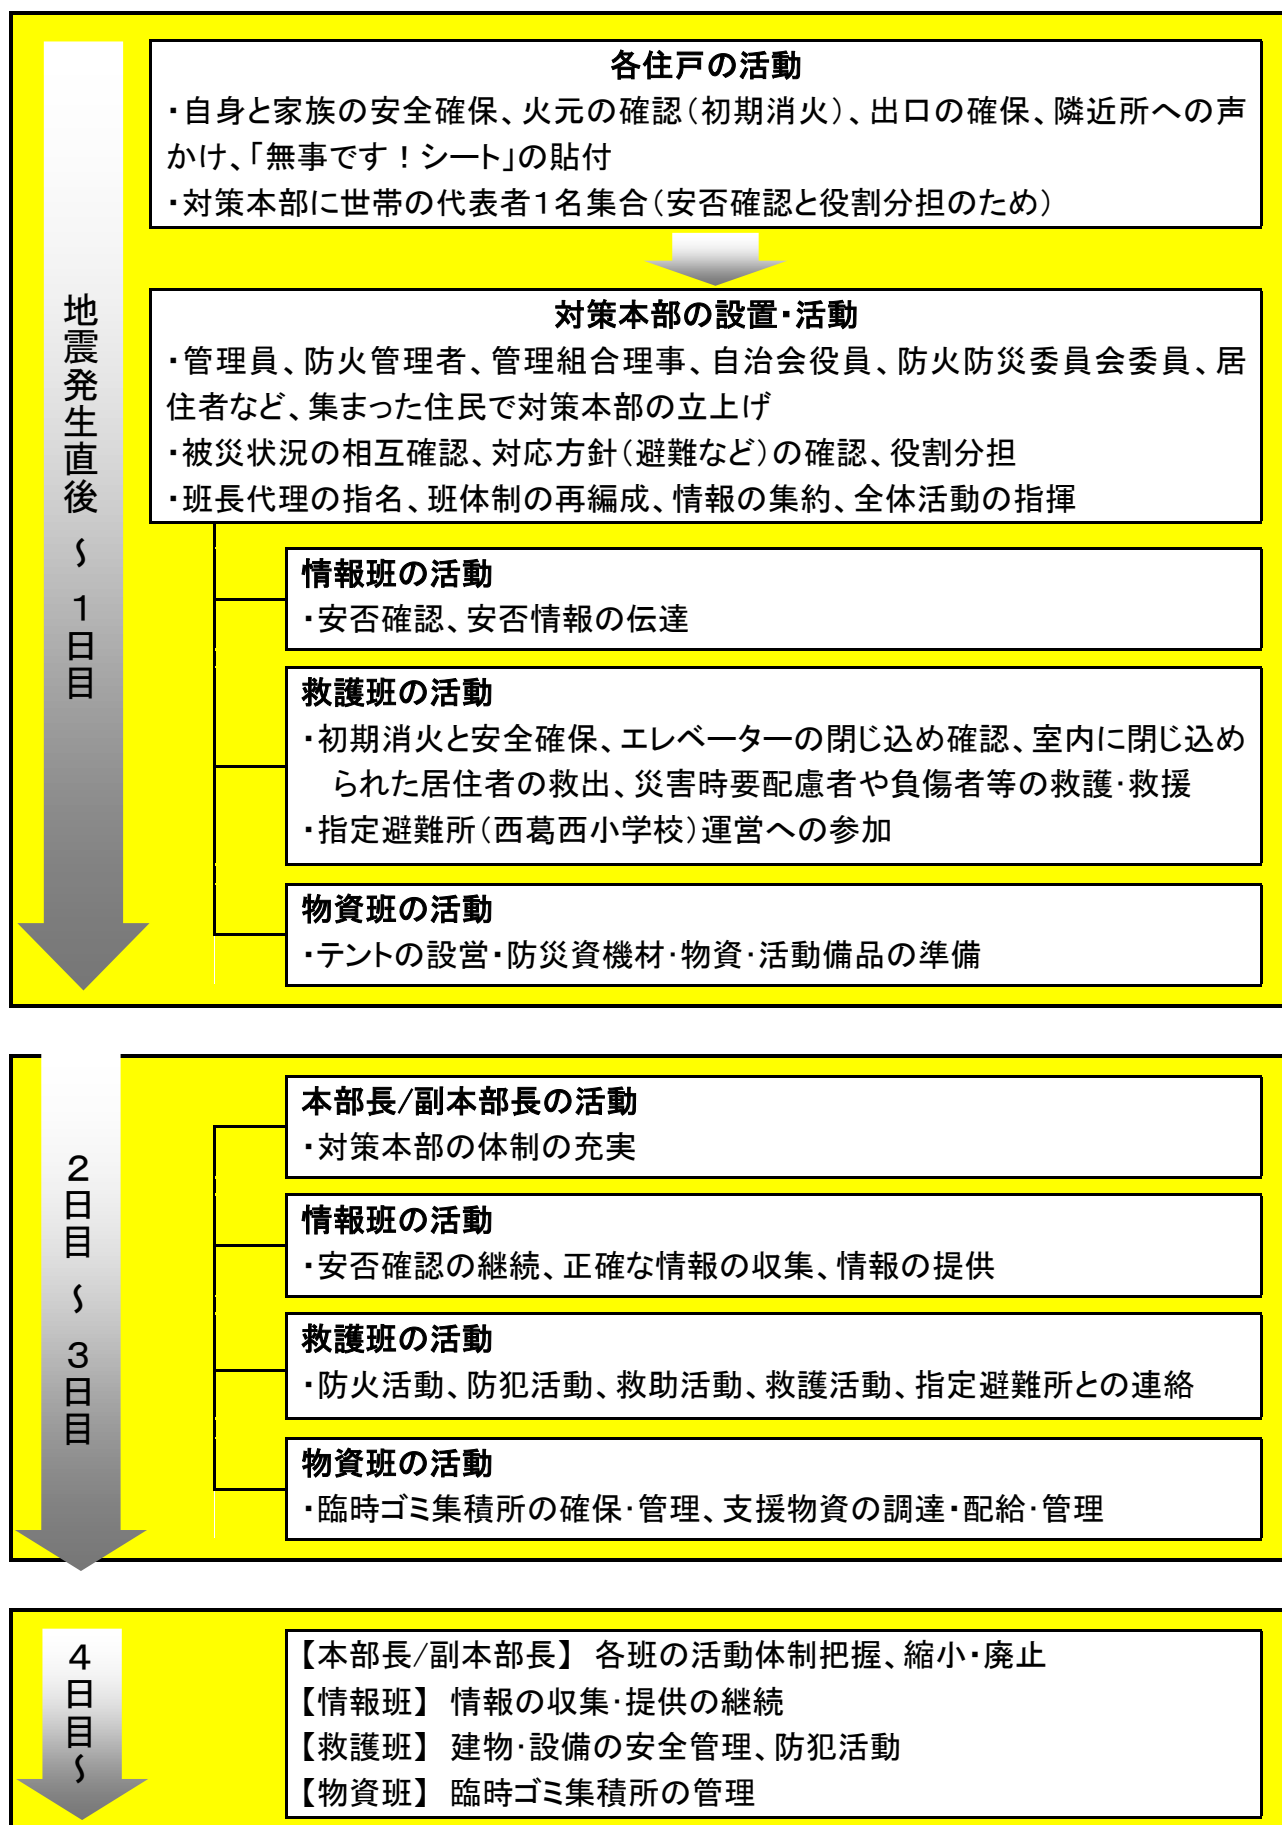 地震発生直後～1日目
各住戸の活動
・自身と家族の安全確保、火元の確認（初期消火）、出口の確保、隣近所への声
かけ、「無事です！シート」の貼付
・対策本部に世帯の代表者1名集合（安否確認と役割分担のため）
対策本部の設置・活動
・管理員、防火管理者、管理組合理事、自治会役員、防火防災委員会委員、居
住者など、集まった住民で対策本部の立上げ
・被災状況の相互確認、対応方針（避難など）の確認、役割分担
・班長代理の指名、班体制の再編成、情報の集約、全体活動の指揮
情報班の活動
・安否確認、安否情報の伝達
救護班の活動
・初期消火と安全確保、エレベーターの閉じ込め確認、室内に閉じ込め
られた居住者の救出、災害時要配慮者や負傷者等の救護・救援
・指定避難所（西葛西小学校）運営への参加
物資班の活動
・テントの設営・防災資機材・物資・活動備品の準備
2日目～3日目
本部長/副本部長の活動
・対策本部の体制の充実
情報班の活動
・安否確認の継続、正確な情報の収集、情報の提供
救護班の活動
・防火活動、防犯活動、救助活動、救護活動、指定避難所との連絡
物資班の活動
・臨時ゴミ集積所の確保・管理、支援物資の調達・配給・管理
4日目～
【本部長/副本部長】 各班の活動体制把握、縮小・廃止
【情報班】 情報の収集・提供の継続
【救護班】 建物・設備の安全管理、防犯活動
【物資班】 臨時ゴミ集積所の管理